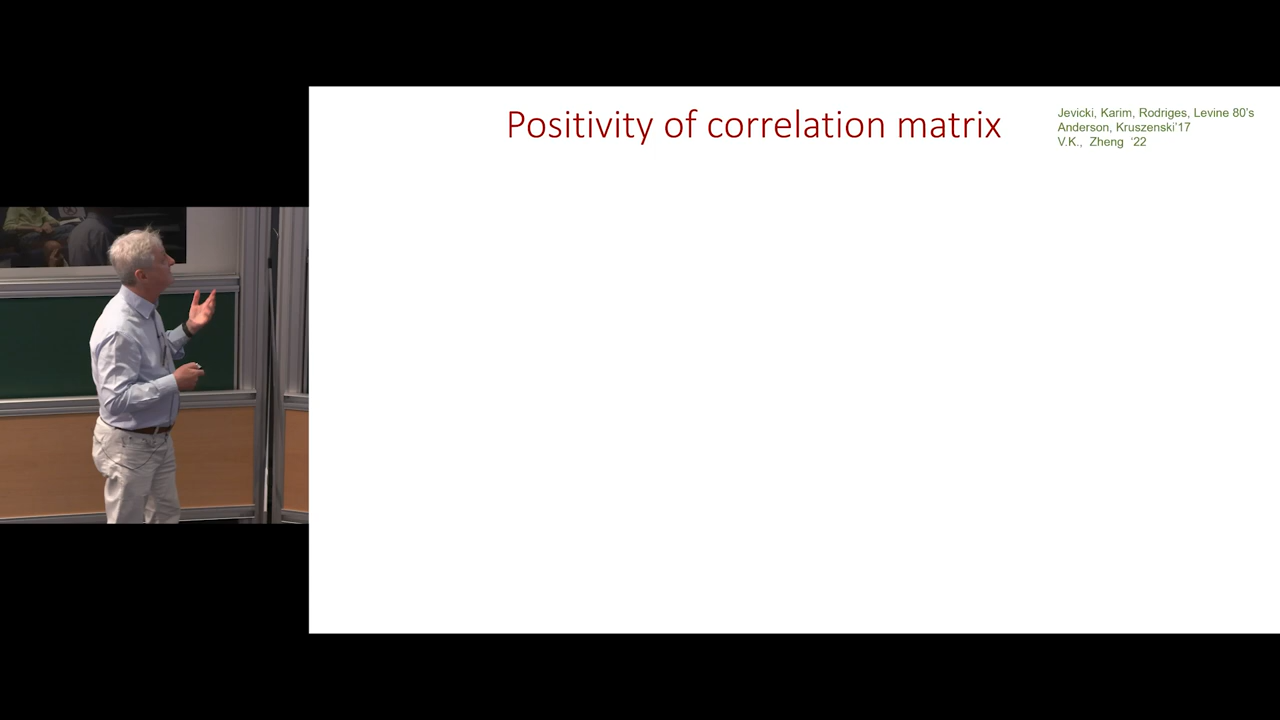 Positivity of correlation matrix
Jevicki, Karim, Rodriges, Levine 80's
Anderson, Kruszenski'17
V.K., Zheng '22